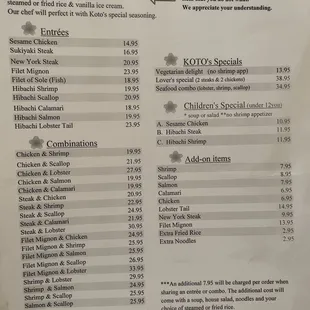 steamed or fried rice & vanilla ice cream.
Our chef will perfect it with Koto's special seasoning.
We appreciate your understanding.
Entrées
Sesame Chicken 14.95
Sukiyaki Steak 16.95
New York Steak 20.95
Filet Mignon 23.95
Filet of Sole (Fish) 18.95
Hibachi Shrimp 19.95
Hibachi Scallop 20.95
Hibachi Calamari 18.95
Hibachi Salmon 19.95
Hibachi Lobster Tail 23.95
Combinations
Chicken & Shrimp 19.95
Chicken & Scallop 21.95
Chicken & Lobster 27.95
Chicken & Salmon 19.95
Chicken & Calamari 19.95
Steak & Chicken 20.95
Steak & Shrimp 22.95
Steak & Scallop 24.95
Steak & Calamari 21.95
Steak & Lobster 30.95
Filet Mignon & Chicken 24.95
Filet Mignon & Shrimp 25.95
Filet Mignon & Salmon 25.95
Filet Mignon & Scallop 26.95
Filet Mignon & Lobster 33.95
Shrimp & Lobster 29.95
Shrimp & Salmon 24.95
Shrimp & Scallop 25.95
Salmon & Scallop 25.95
KOTO's Specials
Vegetarian delight (no shrimp app) 13.95
Lover's special (2 steaks & 2 chickens) 38.95
Seafood combo (lobster, shrimp, scallop) 34.95
Children's Special (under 12yrs)
* soup or salad **no shrimp appetizer
A. Sesame Chicken 10.95
B. Hibachi Steak 11.95
C. Hibachi Shrimp 11.95
Add-on items
Shrimp 7.95
Scallop 8.95
Salmon 7.95
Calamari 6.95
Chicken 6.95
Lobster Tail 14.95
New York Steak 9.95
Filet Mignon 13.95
Extra Fried Rice 2.95
Extra Noodles 2.95
***An additional 7.95 will be charged per order when
sharing an entrée or combo. The additional cost will
come with a soup, house salad, noodles and your
choice of steamed or fried rice.